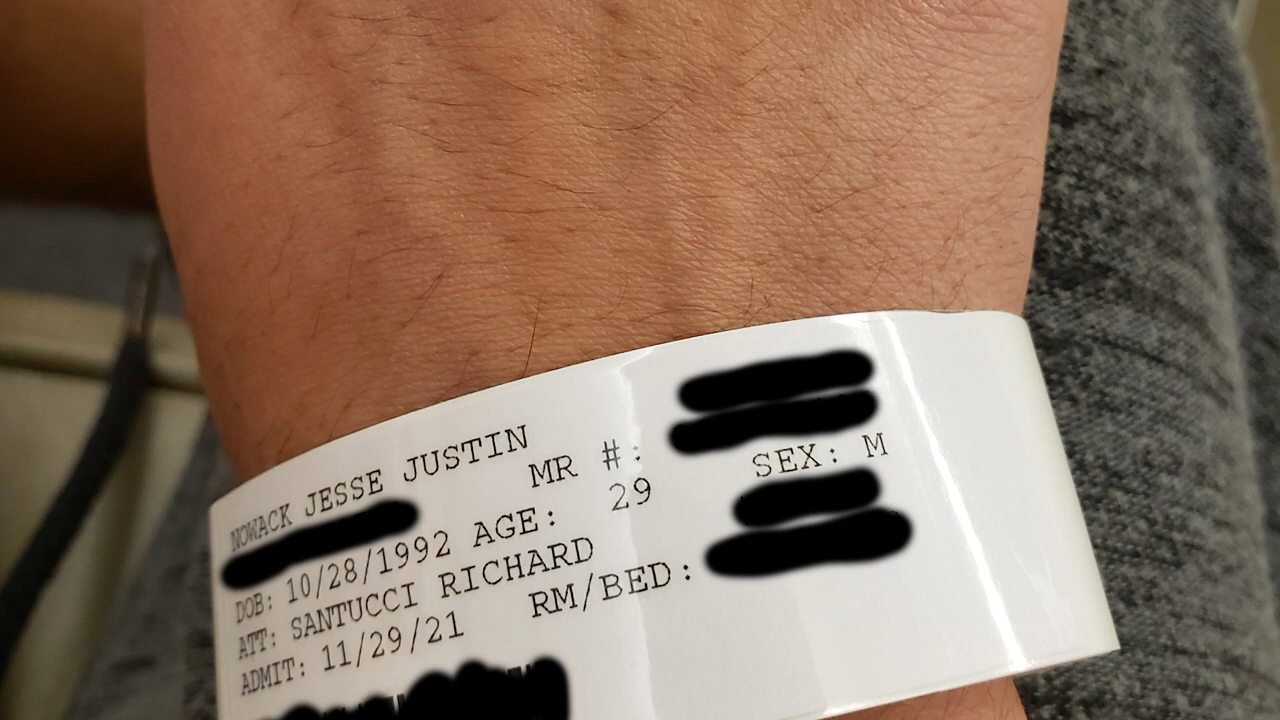 NOWACK JESSE JUSTIN
MR #:
DOB: 10/28/1992 AGE: 29 SEX: M
ATT: SANTUCCI RICHARD
ADMIT: 11/29/21 RM/BED: